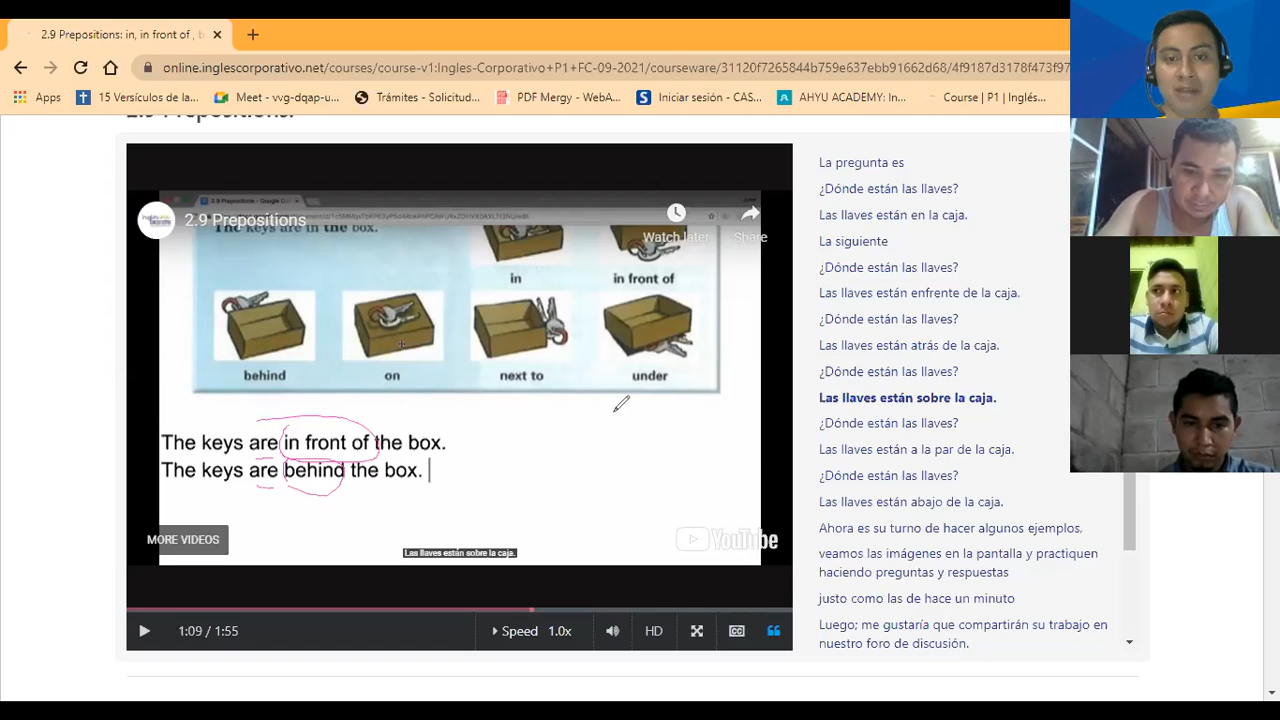 2.9 Prepositions: in, in front of , b
online.inglescorporativo.net/courses/course-v1:Ingles-Corporativo+P1+FC-09-2021/courseware/31120f7265844b759e637ebb91662d68/4f9187d3178f473f97
Apps
15 Versículos de la...
Meet - vvg-dqap-u...
Trámites - Solicitud...
PDF Mergy - WebA...
Iniciar sesión - CAS...
AHYU ACADEMY: In...
Course | P1 | Inglés...
2.9 Prepositions.
2.9 Prepositions - Google Do
2.9 Prepositions
Watch later
Share
The keys are in the box.
in
in front of
behind
on
next to
under
The keys are in front of the box.
The keys are behind the box.
MORE VIDEOS
YouTube
Las llaves están sobre la caja.
1:09 / 1:55
Speed 1.0x
HD
CC
La pregunta es
¿Dónde están las llaves?
Las llaves están en la caja.
La siguiente
¿Dónde están las llaves?
Las llaves están enfrente de la caja.
¿Dónde están las llaves?
Las llaves están atrás de la caja.
¿Dónde están las llaves?
Las llaves están sobre la caja.
¿Dónde están las llaves?
Las llaves están a la par de la caja.
¿Dónde están las llaves?
Las llaves están abajo de la caja.
Ahora es su turno de hacer algunos ejemplos,
veamos las imágenes en la pantalla y practiquen
haciendo preguntas y respuestas
justo como las de hace un minuto
Luego; me gustaría que compartirán su trabajo en
nuestro foro de discusión.